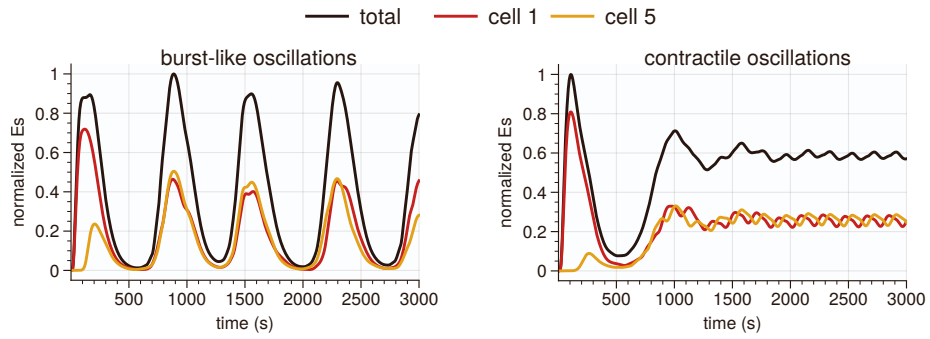 total cell 1 cell 5
burst-like oscillations contractile oscillations
normalized Es
1
0.8
0.6
0.4
0.2
0
500 1000 1500 2000 2500 3000
time (s)
normalized Es
1
0.8
0.6
0.4
0.2
0
500 1000 1500 2000 2500 3000
time (s)